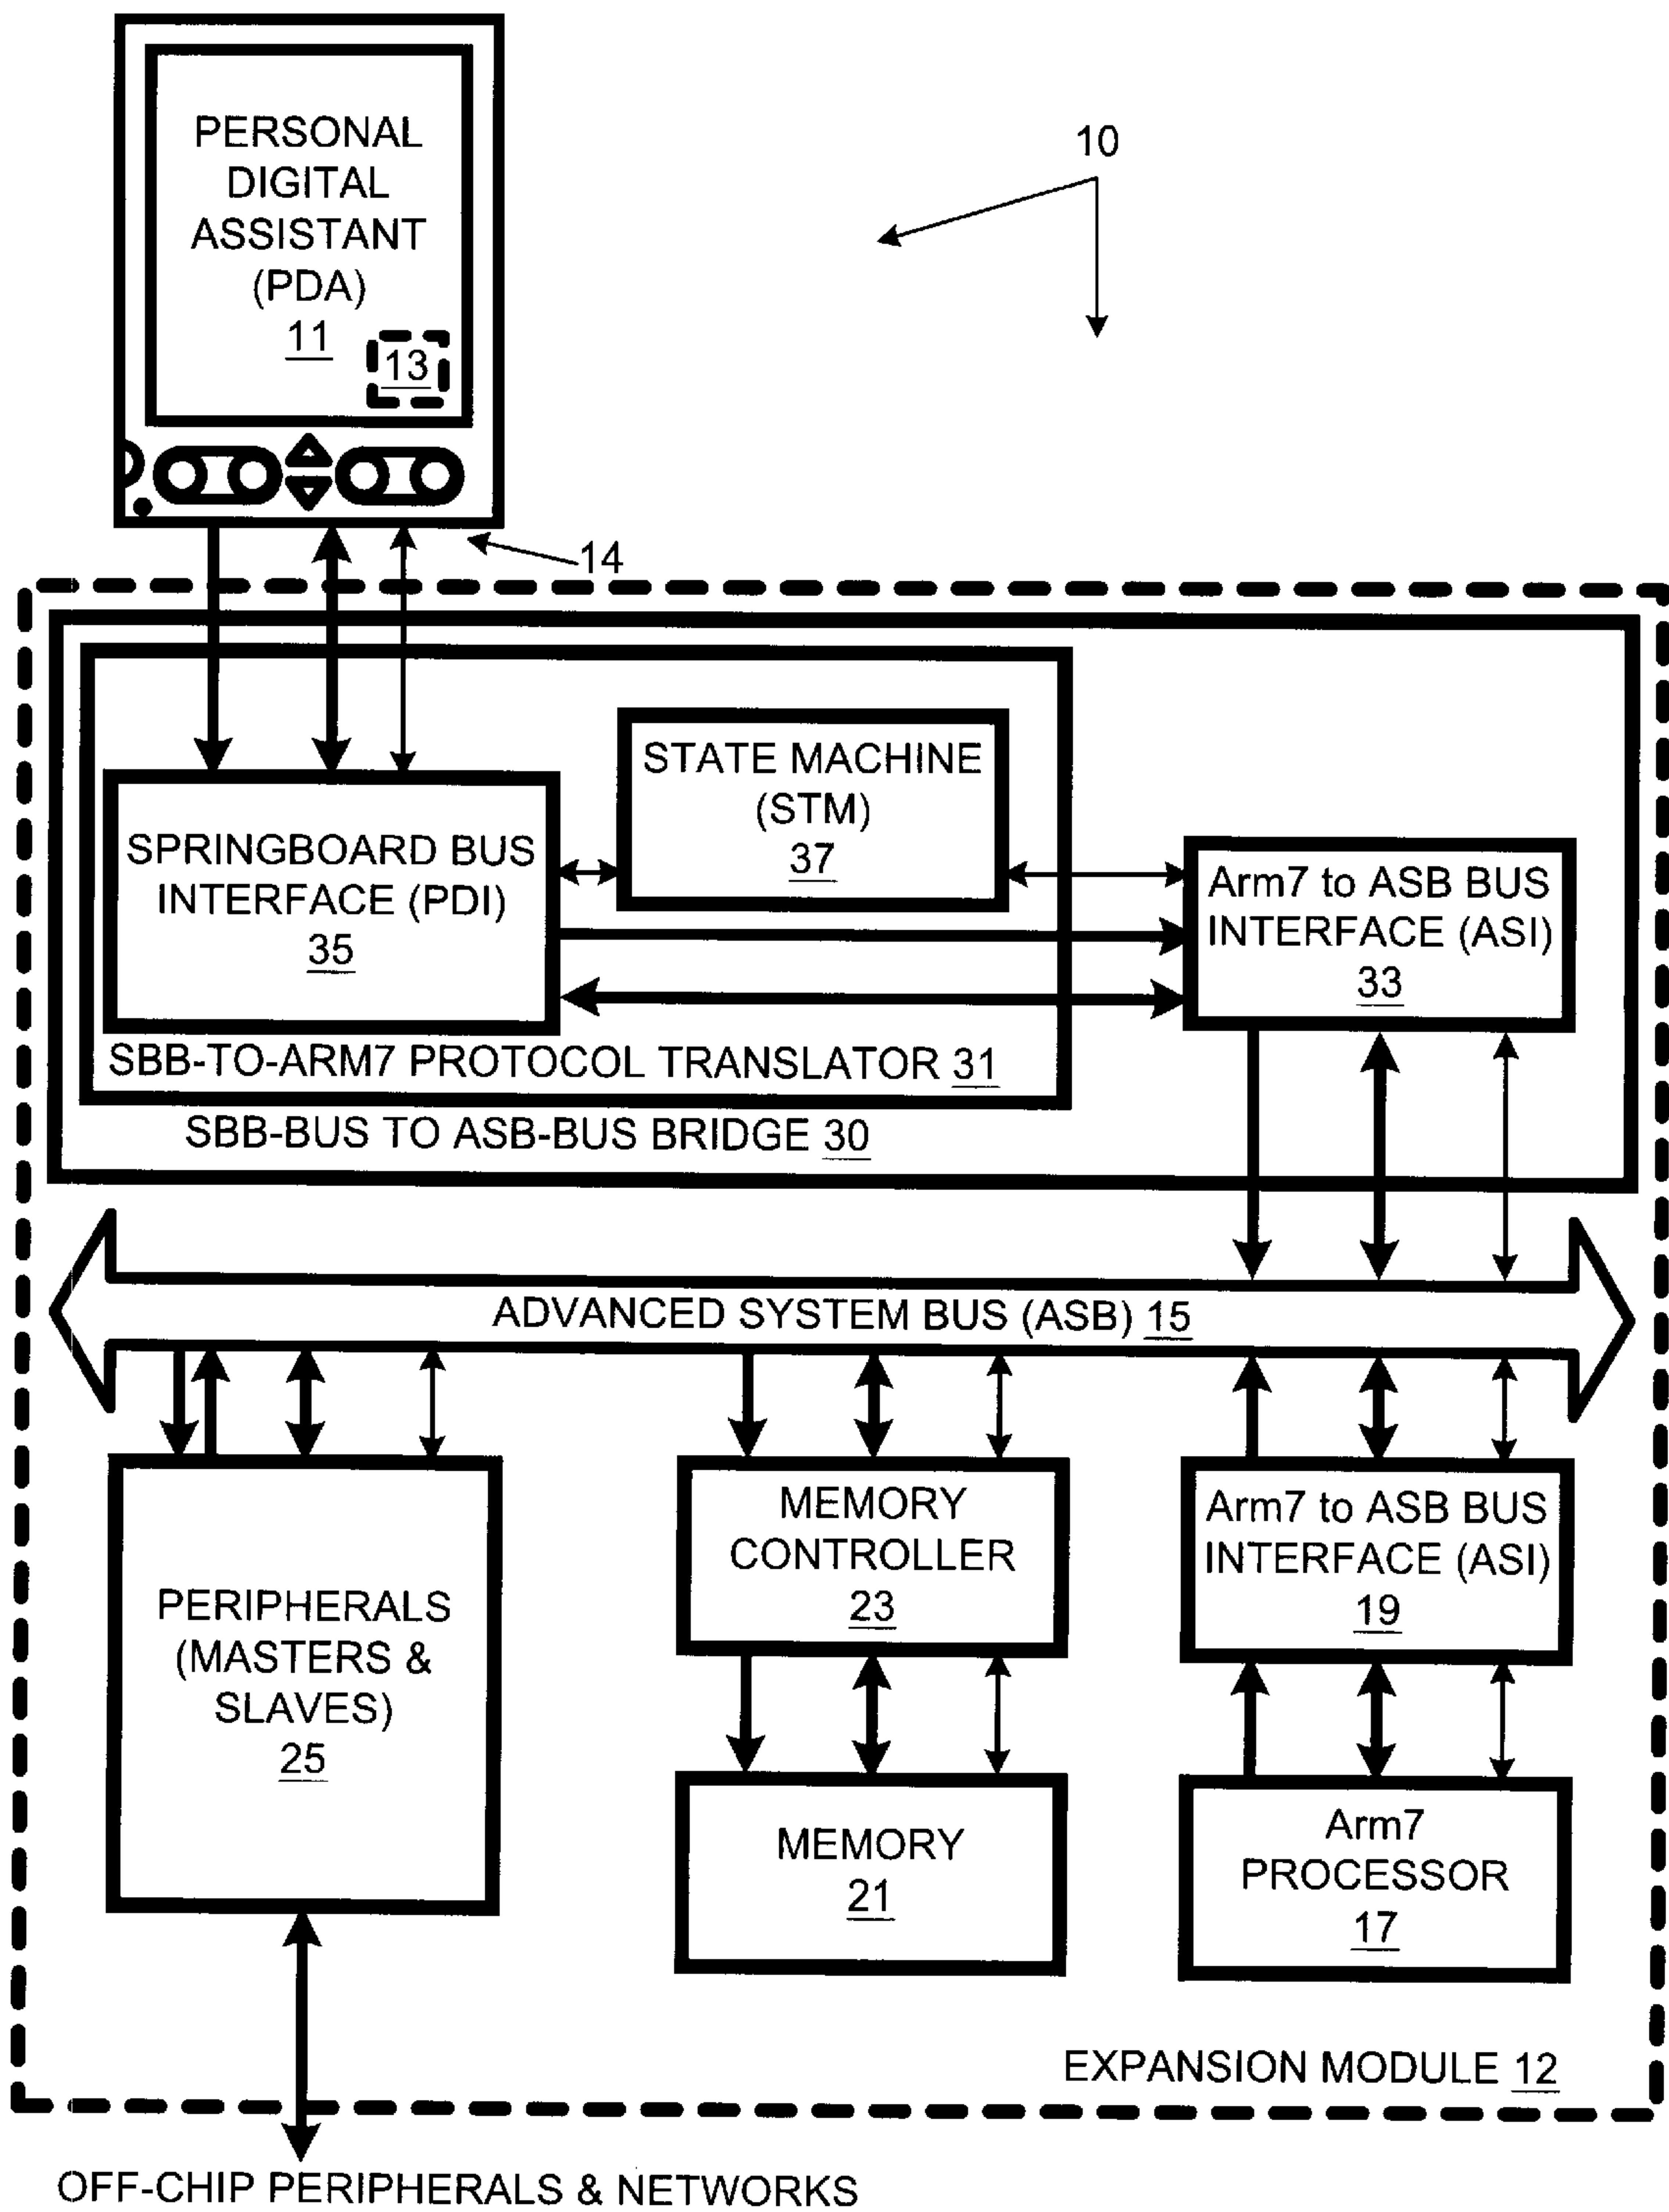 PERSONAL
DIGITAL
ASSISTANT
(PDA)
11
13
10
14
STATE MACHINE
(STM)
37
SPRINGBOARD BUS
INTERFACE (PDI)
35
Arm7 to ASB BUS
INTERFACE (ASI)
33
SBB-TO-ARM7 PROTOCOL TRANSLATOR 31
SBB-BUS TO ASB-BUS BRIDGE 30
ADVANCED SYSTEM BUS (ASB) 15
PERIPHERALS
(MASTERS &
SLAVES)
25
MEMORY
CONTROLLER
23
Arm7 to ASB BUS
INTERFACE (ASI)
19
MEMORY
21
Arm7
PROCESSOR
17
EXPANSION MODULE 12
OFF-CHIP PERIPHERALS & NETWORKS